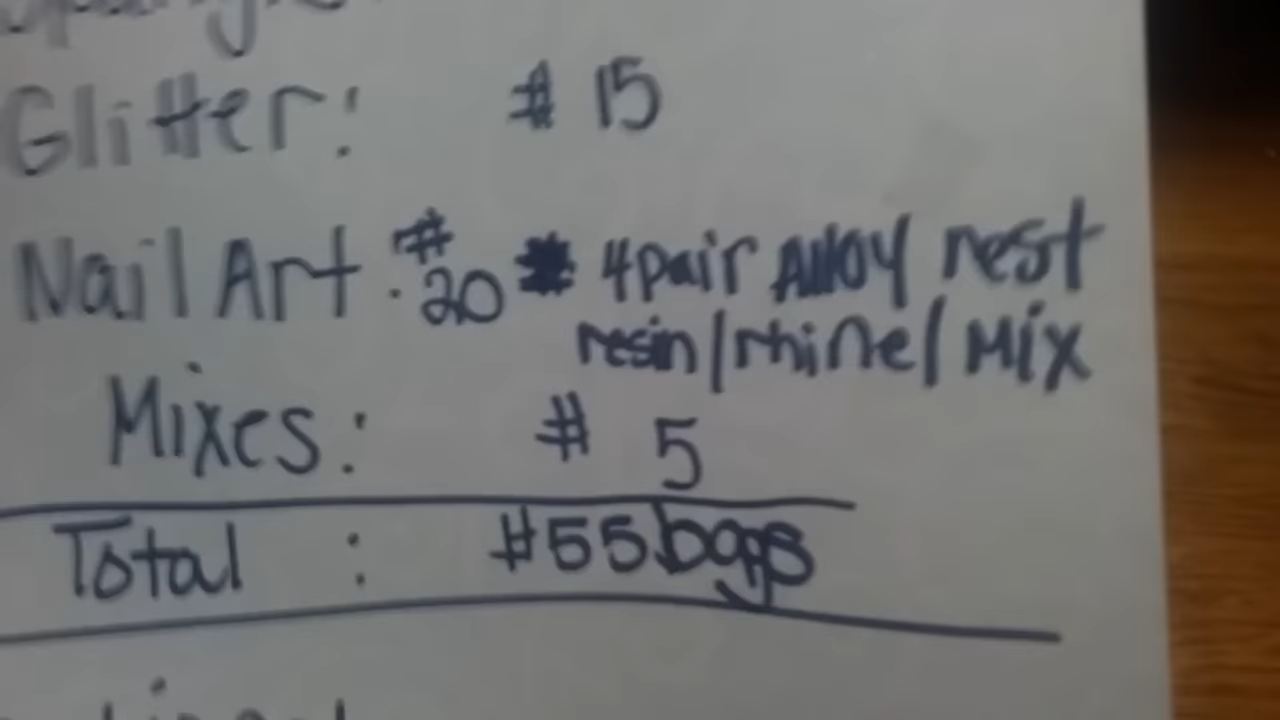 Glitter: # 15
Nail Art : # 20 * 4pair Alloy rest
resin/rhine/Mix
Mixes: # 5
Total : #55 bags